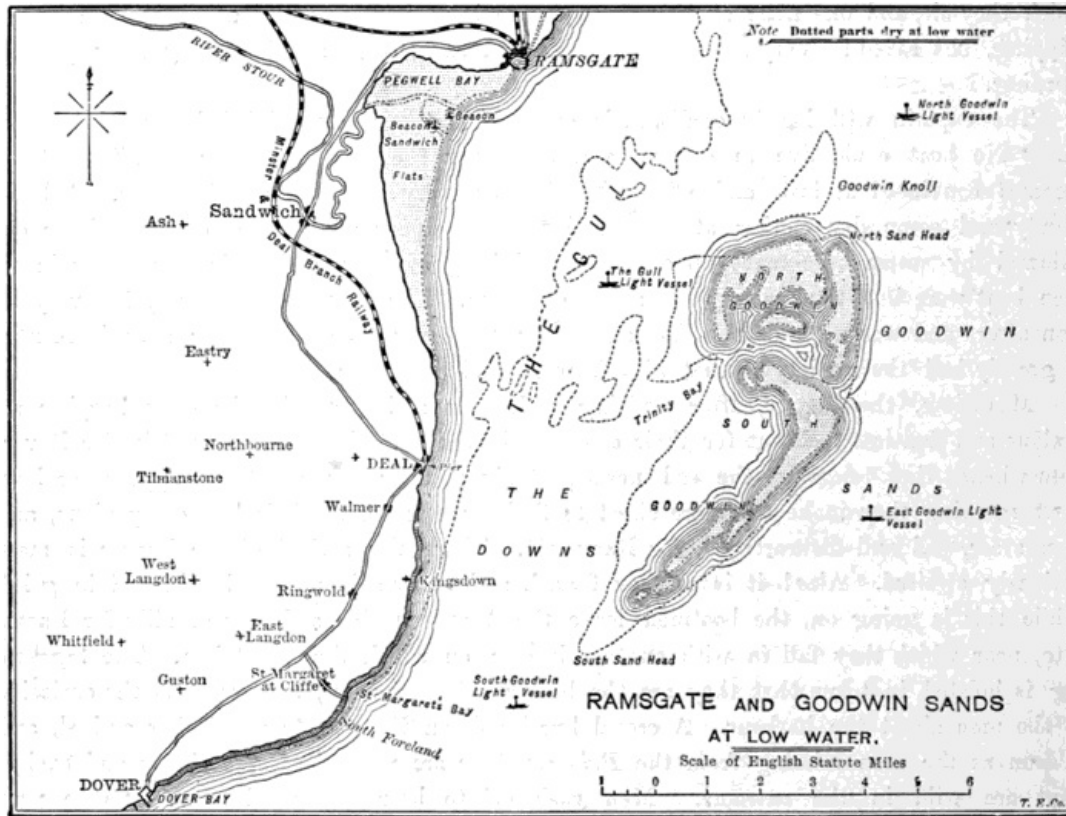 Note Dotted parts dry at low water
RIVER STOUR
RAMSGATE
PEGWELL BAY
Beacon
Beacon
Sandwich
Flats
North Goodwin
Light Vessel
Goodwin Knoll
Minster &
Deal
Branch
Railway
Ash
Sandwich
THE GULL
The Gull
Light Vessel
North Sand Head
NORTH
GOODWIN
GOODWIN
Eastry
Trinity Bay
SOUTH
Northbourne
Tilmanstone
DEAL
Pier
Walmer
THE
DOWNS
GOODWIN
SANDS
East Goodwin Light
Vessel
West
Langdon
Ringwold
Kingsdown
Whitfield
East
Langdon
Guston
St Margaret
at Cliffe
St Margaret's Bay
South Foreland
South Goodwin
Light Vessel
South Sand Head
DOVER
DOVER BAY
RAMSGATE AND GOODWIN SANDS
AT LOW WATER.
Scale of English Statute Miles
1 0 1 2 3 4 5 6
T. E. Co.